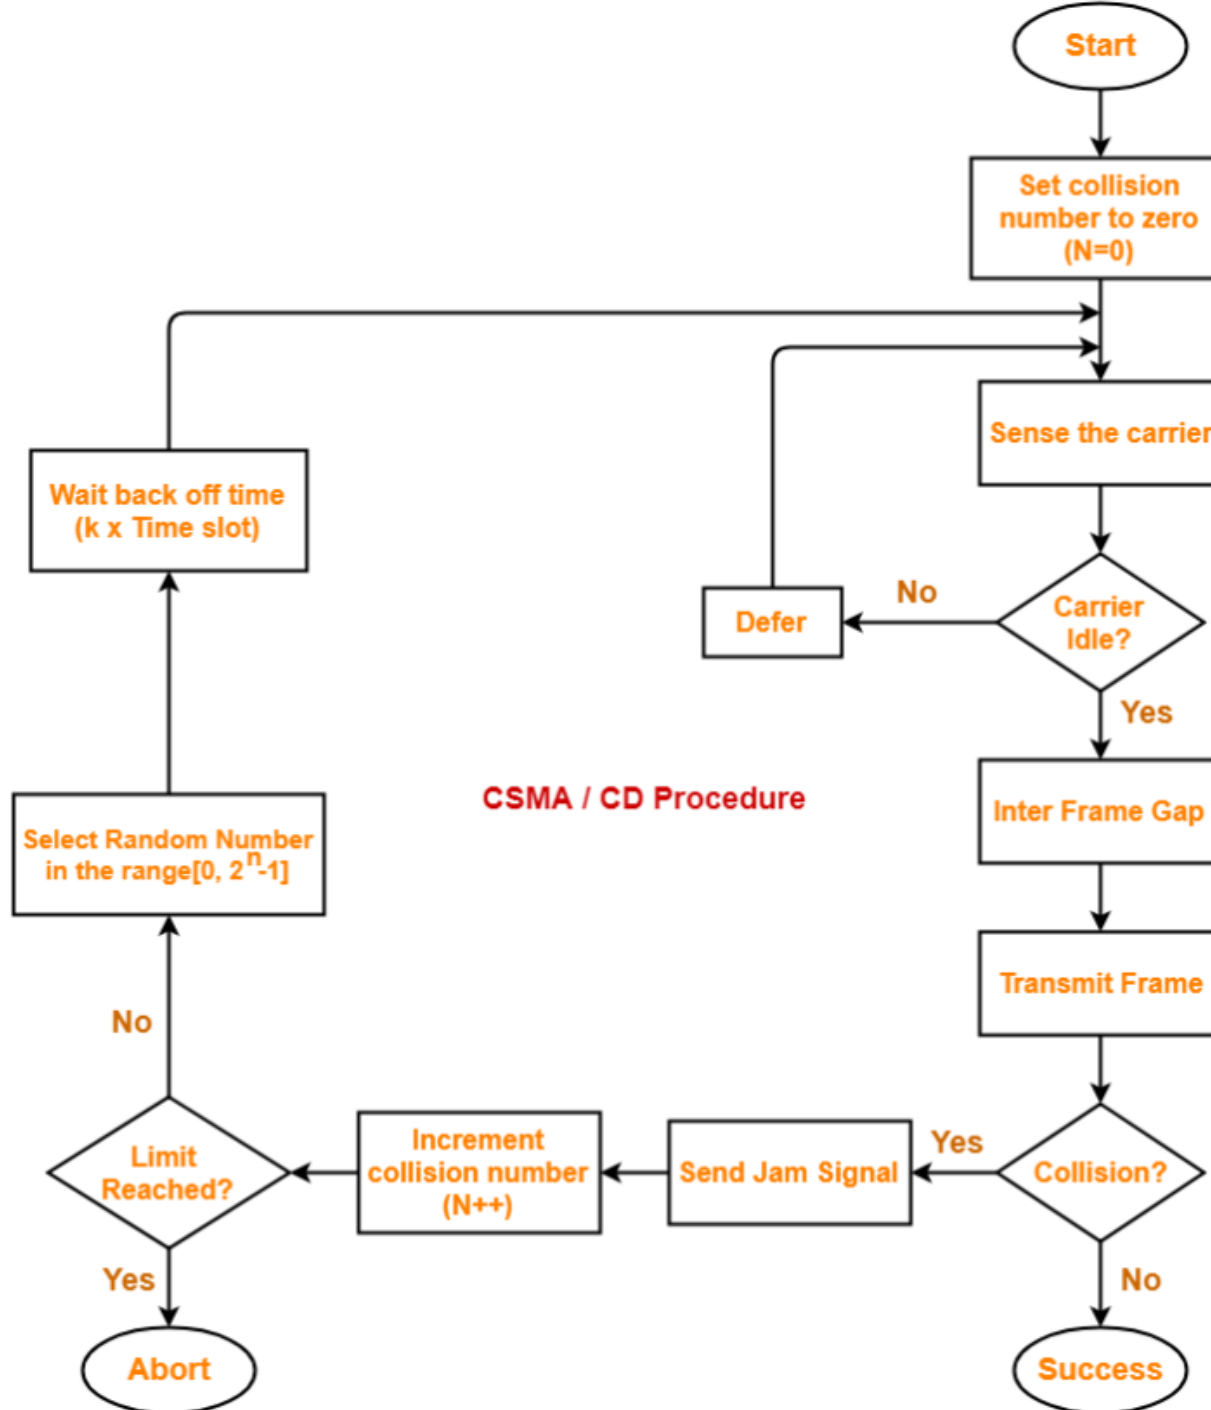 Start
Set collision
number to zero
(N=0)
Sense the carrier
Wait back off time
(k x Time slot)
No
Carrier
Idle?
Defer
Yes
CSMA / CD Procedure
Inter Frame Gap
Select Random Number
in the range[0, 2^n-1]
Transmit Frame
No
Limit
Reached?
Increment
collision number
(N++)
Send Jam Signal
Yes
Collision?
Yes
No
Abort
Success